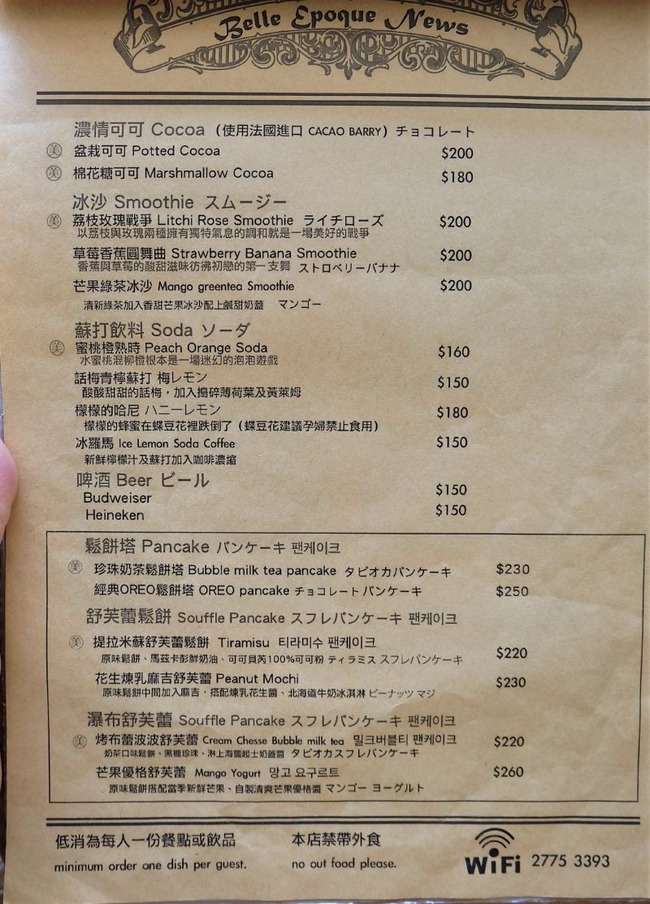 Belle Epoque News
濃情可可 Cocoa (使用法國進口 CACAO BARRY) チョコレート
美 盆栽可可 Potted Cocoa $200
美 棉花糖可可 Marshmallow Cocoa $180
冰沙 Smoothie スムージー
美 荔枝玫瑰戰爭 Litchi Rose Smoothie ライチローズ $200
以荔枝與玫瑰兩種擁有獨特氣息的調和就是一場美好的戰爭
草莓香蕉圓舞曲 Strawberry Banana Smoothie $200
香蕉與草莓的酸甜滋味彷彿初戀的第一支舞 ストロベリーバナナ
芒果綠茶冰沙 Mango greentea Smoothie $200
清新綠茶加入香甜芒果冰沙配上鹹甜奶蓋 マンゴー
蘇打飲料 Soda ソーダ
美 蜜桃橙熟時 Peach Orange Soda $160
水蜜桃混柳橙根本是一場迷幻的泡泡遊戲
話梅青檸蘇打 梅レモン $150
酸酸甜甜的話梅，加入搗碎薄荷葉及黃萊姆
檬檬的哈尼 ハニーレモン $180
檬檬的蜂蜜在蝶豆花裡跌倒了 (蝶豆花建議孕婦禁止食用)
冰羅馬 Ice Lemon Soda Coffee $150
新鮮檸檬汁及蘇打加入咖啡濃縮
啤酒 Beer ビール
Budweiser $150
Heineken $150
鬆餅塔 Pancake パンケーキ 팬케이크
美 珍珠奶茶鬆餅塔 Bubble milk tea pancake タピオカパンケーキ $230
經典OREO鬆餅塔 OREO pancake チョコレートパンケーキ $250
舒芙蕾鬆餅 Souffle Pancake スフレパンケーキ 팬케이크
美 提拉米蘇舒芙蕾鬆餅 Tiramisu 티라미수 팬케이크 $220
原味鬆餅、馬茲卡彭鮮奶油、可可貝芮100%可可粉 ティラミス スフレパンケーキ
花生煉乳麻吉舒芙蕾 Peanut Mochi $230
原味鬆餅中間加入麻吉，搭配煉乳花生醬、北海道牛奶冰淇淋 ピーナッツ マジ
瀑布舒芙蕾 Souffle Pancake スフレパンケーキ 팬케이크
美 烤布蕾波波舒芙蕾 Cream Chesse Bubble milk tea 밀크버블티 팬케이크 $220
奶茶口味鬆餅、黑糖珍珠、淋上海鹽起士奶蓋醬 タピオカスフレパンケーキ
芒果優格舒芙蕾 Mango Yogurt 망고 요구르트 $260
原味鬆餅搭配當季新鮮芒果、自製清爽芒果優格醬 マンゴー ヨーグルト
低消為每人一份餐點或飲品
minimum order one dish per guest.
本店禁帶外食
no out food please.
WiFi 2775 3393